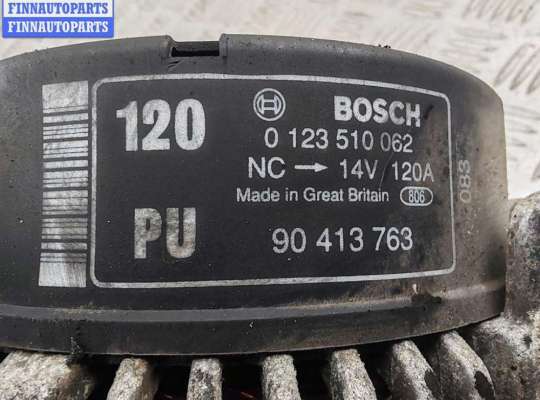 FINNAUTOPARTS
FINNAUTOPARTS
120
BOSCH
0 123 510 062
NC → 14V 120A
Made in Great Britain 806
PU
90 413 763
083